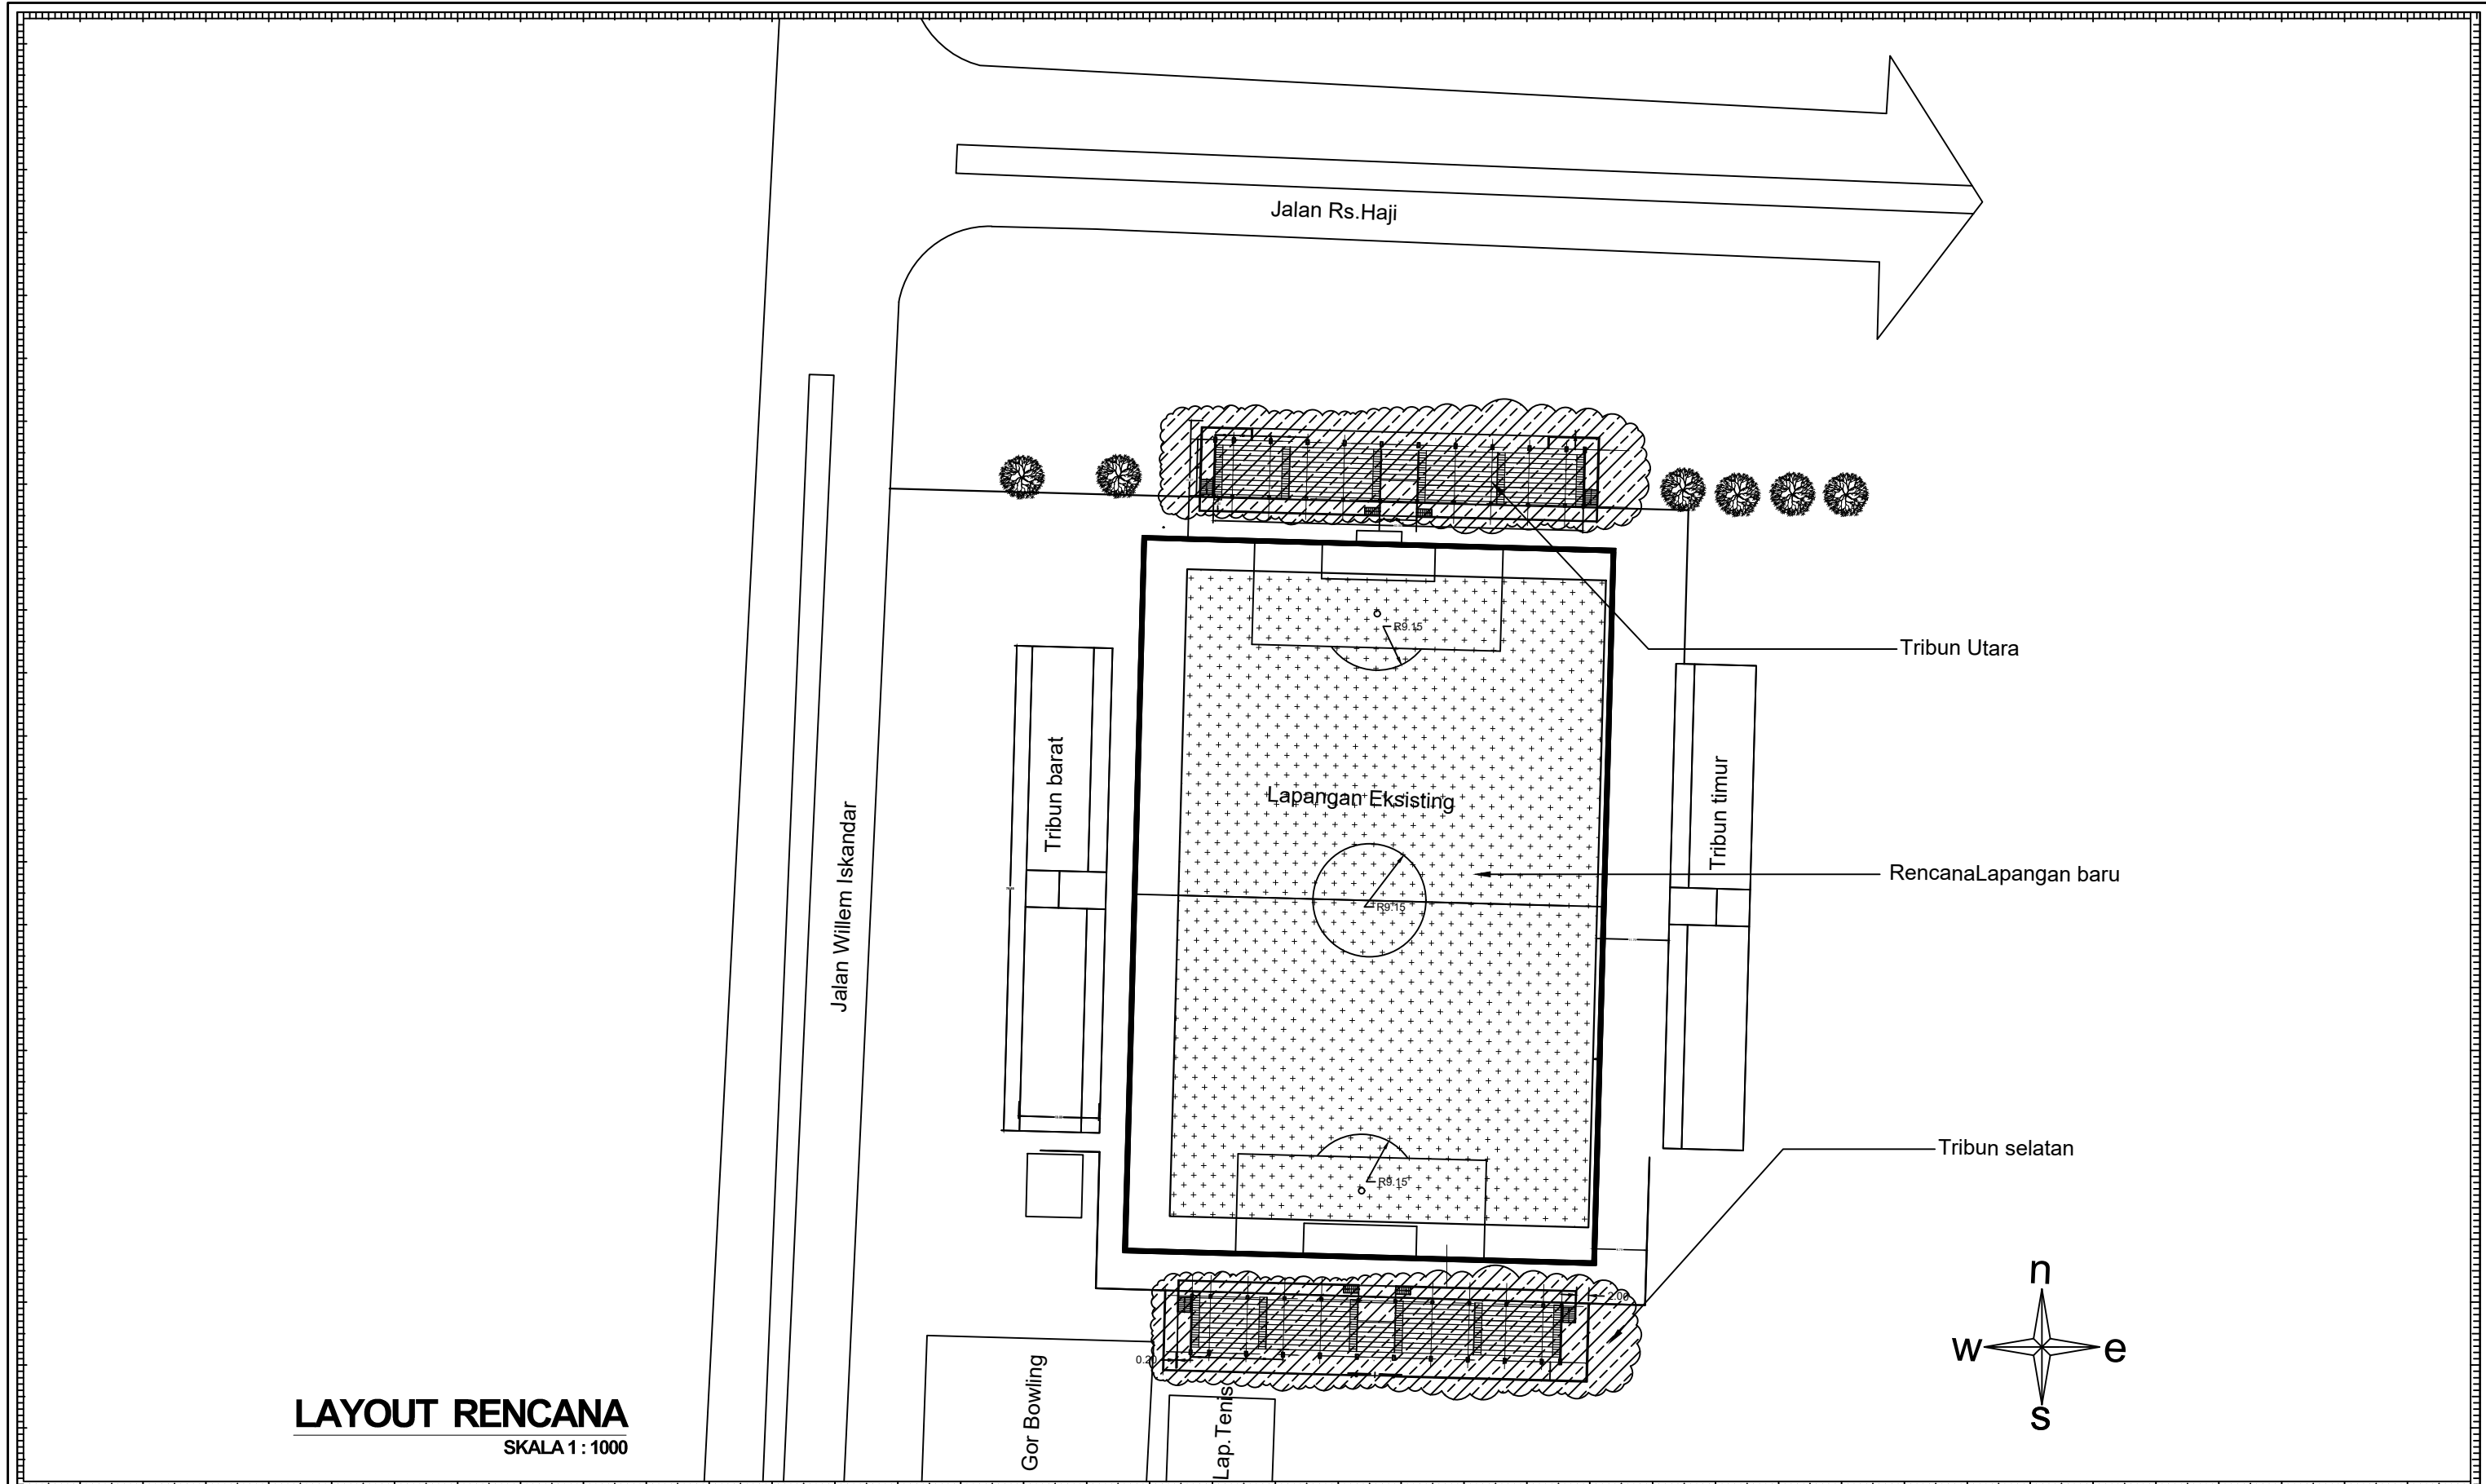 Jalan Rs.Haji
Tribun Utara
R9.15
Tribun barat
Tribun timur
Lapangan Eksisting
Jalan Willem Iskandar
RencanaLapangan baru
R9.15
Tribun selatan
R9.15
2.00
0.20
Gor Bowling
Lap.Tenis
n
w
e
s
LAYOUT RENCANA
SKALA 1 : 1000